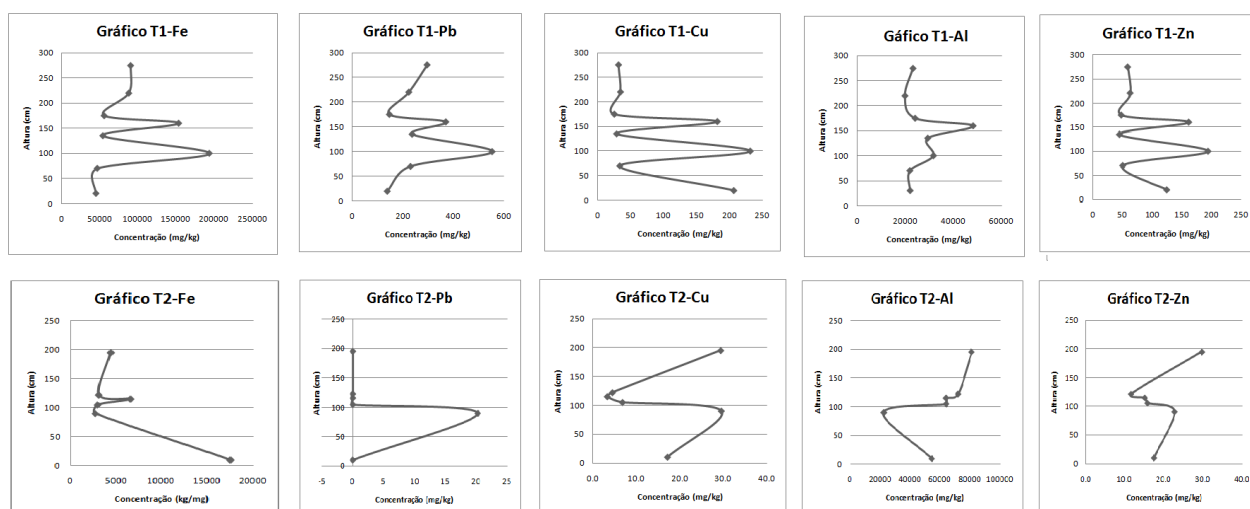 Gráfico T1-Fe
Altura (cm)
300
250
200
150
100
50
0
0 50000 100000 150000 200000 250000
Concentração (mg/kg)
Gráfico T1-Pb
Altura (cm)
300
250
200
150
100
50
0
0 200 400 600
Concentração (mg/kg)
Gráfico T1-Cu
Altura (cm)
300
250
200
150
100
50
0
0 50 100 150 200 250
Concentração (mg/kg)
Gáfico T1-Al
Altura (cm)
300
250
200
150
100
50
0
0 20000 40000 60000
Concentração (mg/kg)
Gráfico T1-Zn
Altura (cm)
300
250
200
150
100
50
0
0 50 100 150 200 250
Concentração (mg/kg)
Gráfico T2-Fe
Altura (cm)
250
200
150
100
50
0
0 5000 10000 15000 20000
Concentração (kg/mg)
Gráfico T2-Pb
Altura (cm)
250
200
150
100
50
0
-5 0 5 10 15 20 25
Concentração (mg/kg)
Gráfico T2-Cu
Altura (cm)
250
200
150
100
50
0
0.0 10.0 20.0 30.0 40.0
Concentração (mg/kg)
Gráfico T2-Al
Altura (cm)
250
200
150
100
50
0
0 20000 40000 60000 80000 100000
Concentração (mg/kg)
Gráfico T2-Zn
Altura (cm)
250
200
150
100
50
0
0.0 10.0 20.0 30.0 40.0
Concentração (mg/kg)